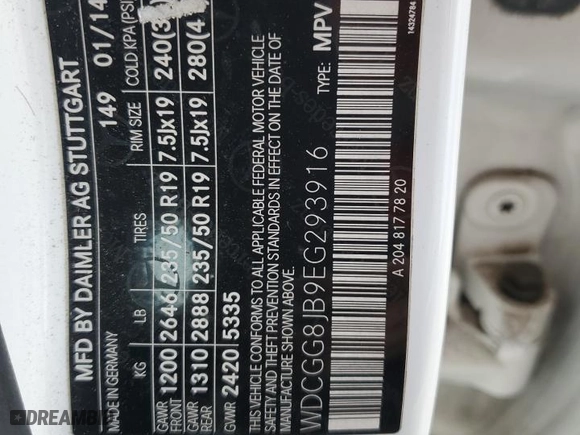 MFD BY DAIMLER AG STUTTGART
MADE IN GERMANY 149 01/14
KG LB TIRES RIM SIZE COLD KPA (PSI
GAWR FRONT 1200 2646 235/50 R19 7.5Jx19 240(3
GAWR REAR 1310 2888 235/50 R19 7.5Jx19 280(4
GVWR 2420 5335
THIS VEHICLE CONFORMS TO ALL APPLICABLE FEDERAL MOTOR VEHICLE
SAFETY AND THEFT PREVENTION STANDARDS IN EFFECT ON THE DATE OF
MANUFACTURE SHOWN ABOVE.
TYPE: MPV
WDCGG8JB9EG293916
A 204 817 78 20
14324784